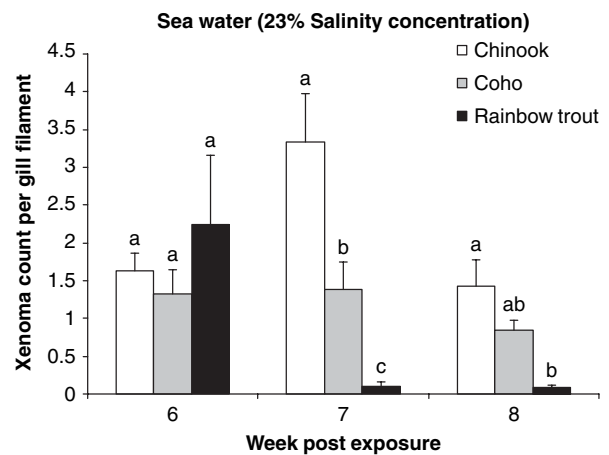 Sea water (23% Salinity concentration)
Chinook
Coho
Rainbow trout
Xenoma count per gill filament
4.5
4
3.5
3
2.5
2
1.5
1
0.5
0
a
a
a
a
b
c
a
ab
b
6
7
8
Week post exposure